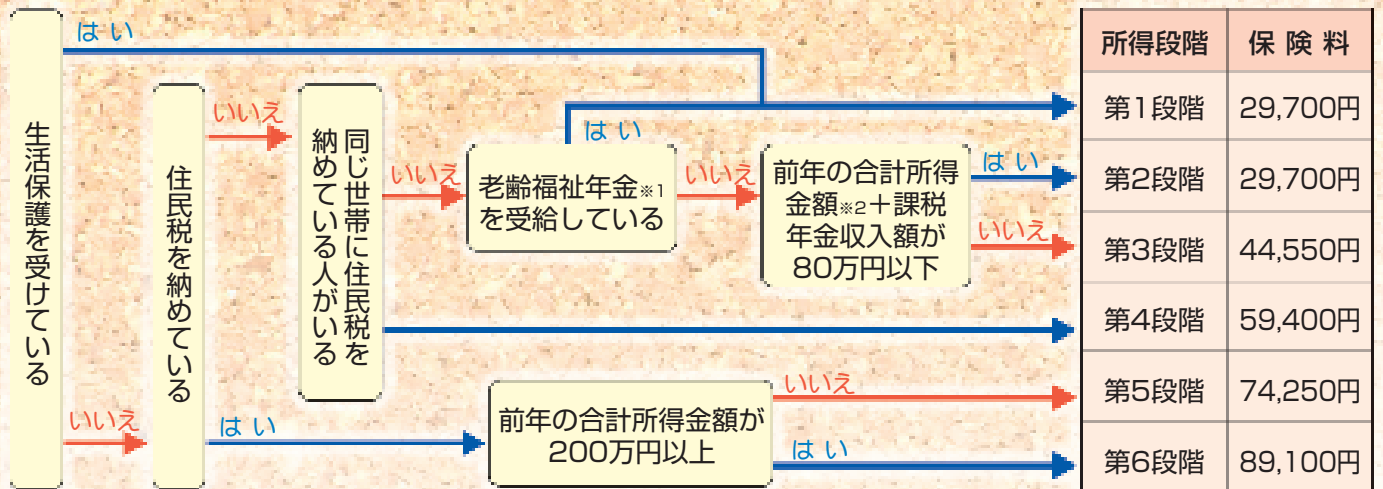 生活保護を受けている
はい
いいえ
住民税を納めている
いいえ
はい
同じ世帯に住民税を
納めている人がいる
いいえ
老齢福祉年金※1
を受給している
はい
いいえ
前年の合計所得
金額※2＋課税
年金収入額が
80万円以下
はい
いいえ
前年の合計所得金額が
200万円以上
いいえ
はい
所得段階 保険料
第1段階 29,700円
第2段階 29,700円
第3段階 44,550円
第4段階 59,400円
第5段階 74,250円
第6段階 89,100円